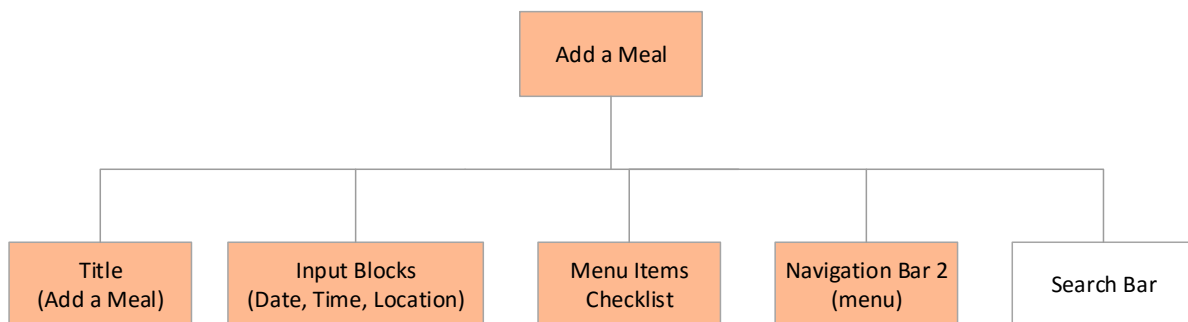 Add a Meal
Title
(Add a Meal)
Input Blocks
(Date, Time, Location)
Menu Items
Checklist
Navigation Bar 2
(menu)
Search Bar